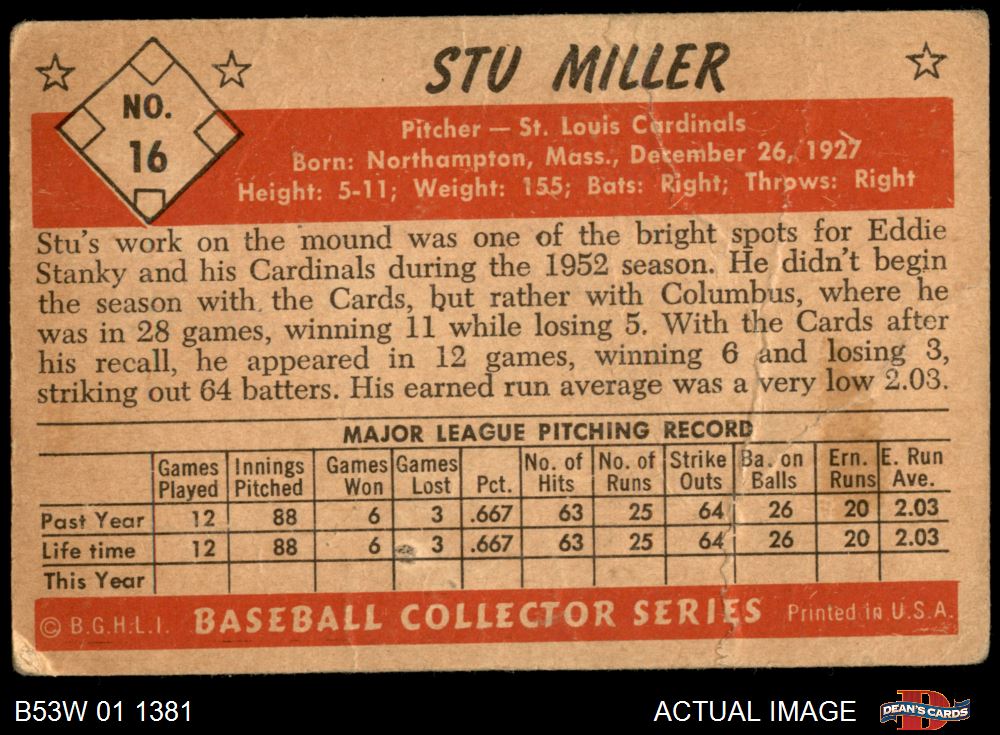 STU MILLER
NO.
16
Pitcher — St. Louis Cardinals
Born: Northampton, Mass., December 26, 1927
Height: 5-11; Weight: 155; Bats: Right; Throws: Right
Stu's work on the mound was one of the bright spots for Eddie
Stanky and his Cardinals during the 1952 season. He didn't begin
the season with the Cards, but rather with Columbus, where he
was in 28 games, winning 11 while losing 5. With the Cards after
his recall, he appeared in 12 games, winning 6 and losing 3,
striking out 64 batters. His earned run average was a very low 2.03.
MAJOR LEAGUE PITCHING RECORD
Games Innings Games Games No. of No. of Strike Ba. on Ern. E. Run
Played Pitched Won Lost Pct. Hits Runs Outs Balls Runs Ave.
Past Year 12 88 6 3 .667 63 25 64 26 20 2.03
Life time 12 88 6 3 .667 63 25 64 26 20 2.03
This Year
© B.G.H.L.I. BASEBALL COLLECTOR SERIES Printed in U.S.A.
B53W 01 1381 ACTUAL IMAGE DEAN'S CARDS